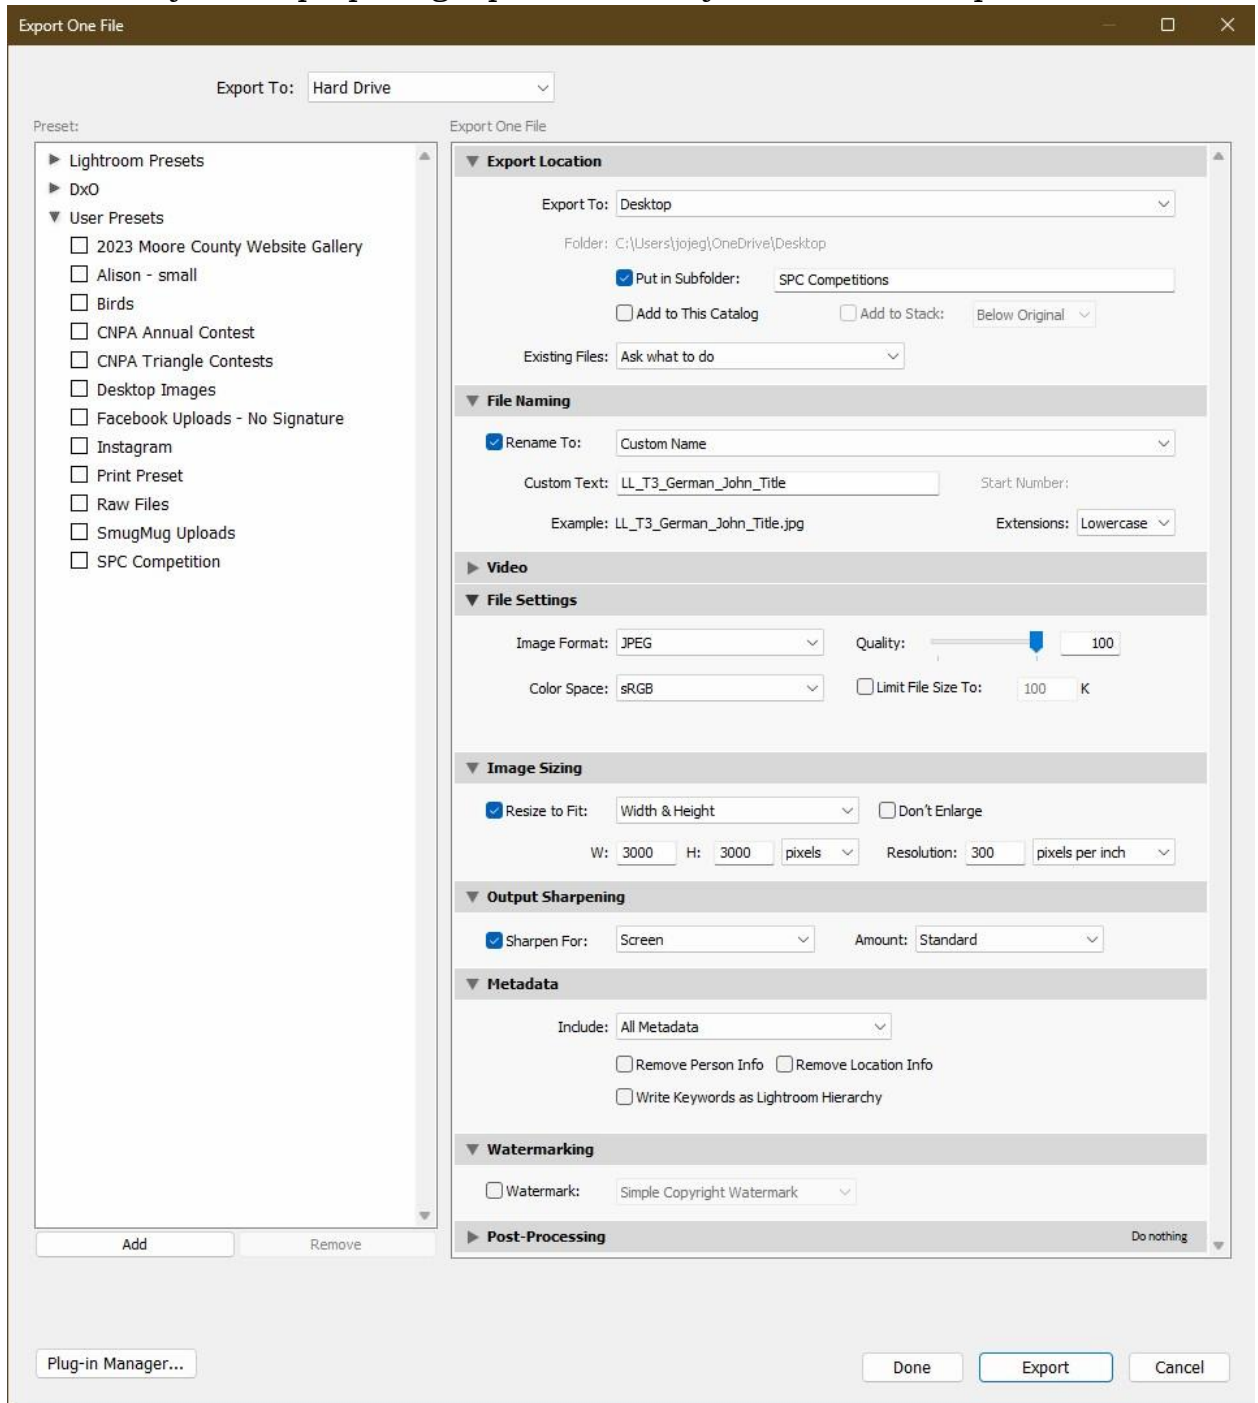 Export One File
Export To: Hard Drive
Preset:
Lightroom Presets
DxO
User Presets
2023 Moore County Website Gallery
Alison - small
Birds
CNPA Annual Contest
CNPA Triangle Contests
Desktop Images
Facebook Uploads - No Signature
Instagram
Print Preset
Raw Files
SmugMug Uploads
SPC Competition
Add Remove
Export One File
Export Location
Export To: Desktop
Folder: C:\Users\jojeg\OneDrive\Desktop
Put in Subfolder: SPC Competitions
Add to This Catalog Add to Stack: Below Original
Existing Files: Ask what to do
File Naming
Rename To: Custom Name
Custom Text: LL_T3_German_John_Title Start Number:
Example: LL_T3_German_John_Title.jpg Extensions: Lowercase
Video
File Settings
Image Format: JPEG Quality: 100
Color Space: sRGB Limit File Size To: 100 K
Image Sizing
Resize to Fit: Width & Height Don't Enlarge
W: 3000 H: 3000 pixels Resolution: 300 pixels per inch
Output Sharpening
Sharpen For: Screen Amount: Standard
Metadata
Include: All Metadata
Remove Person Info Remove Location Info
Write Keywords as Lightroom Hierarchy
Watermarking
Watermark: Simple Copyright Watermark
Post-Processing Do nothing
Plug-in Manager... Done Export Cancel